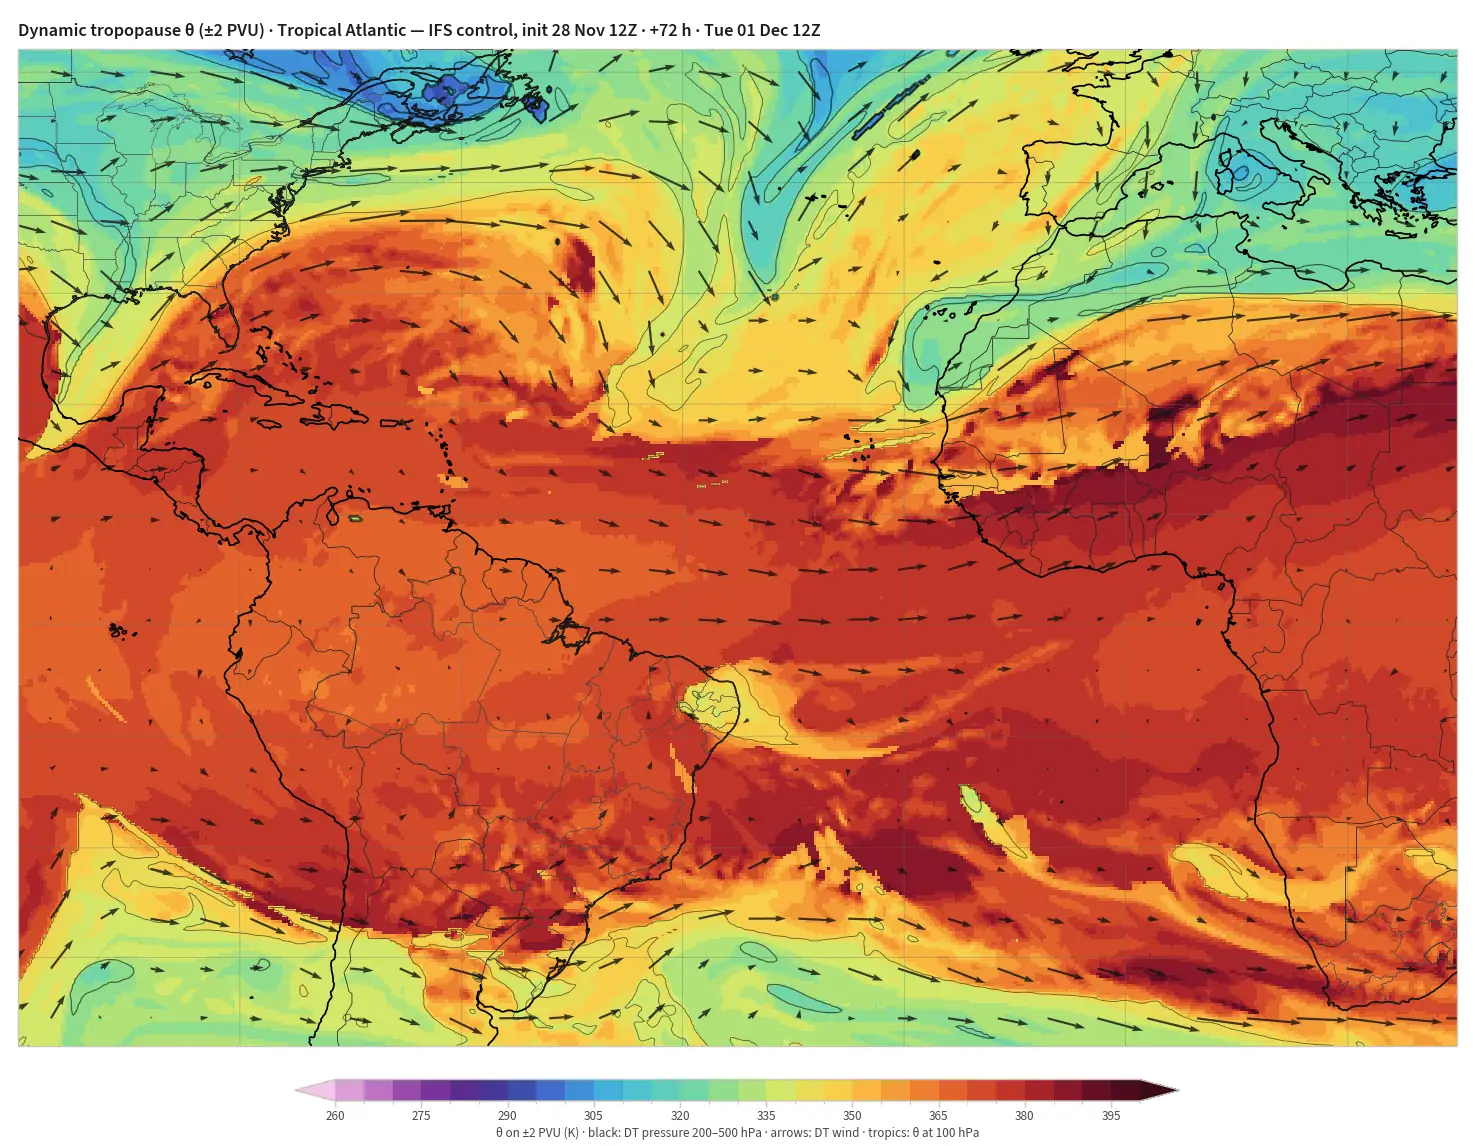 Dynamic tropopause θ (±2 PVU) · Tropical Atlantic — IFS control, init 28 Nov 12Z · +72 h · Tue 01 Dec 12Z
260 275 290 305 320 335 350 365 380 395
θ on ±2 PVU (K) · black: DT pressure 200–500 hPa · arrows: DT wind · tropics: θ at 100 hPa